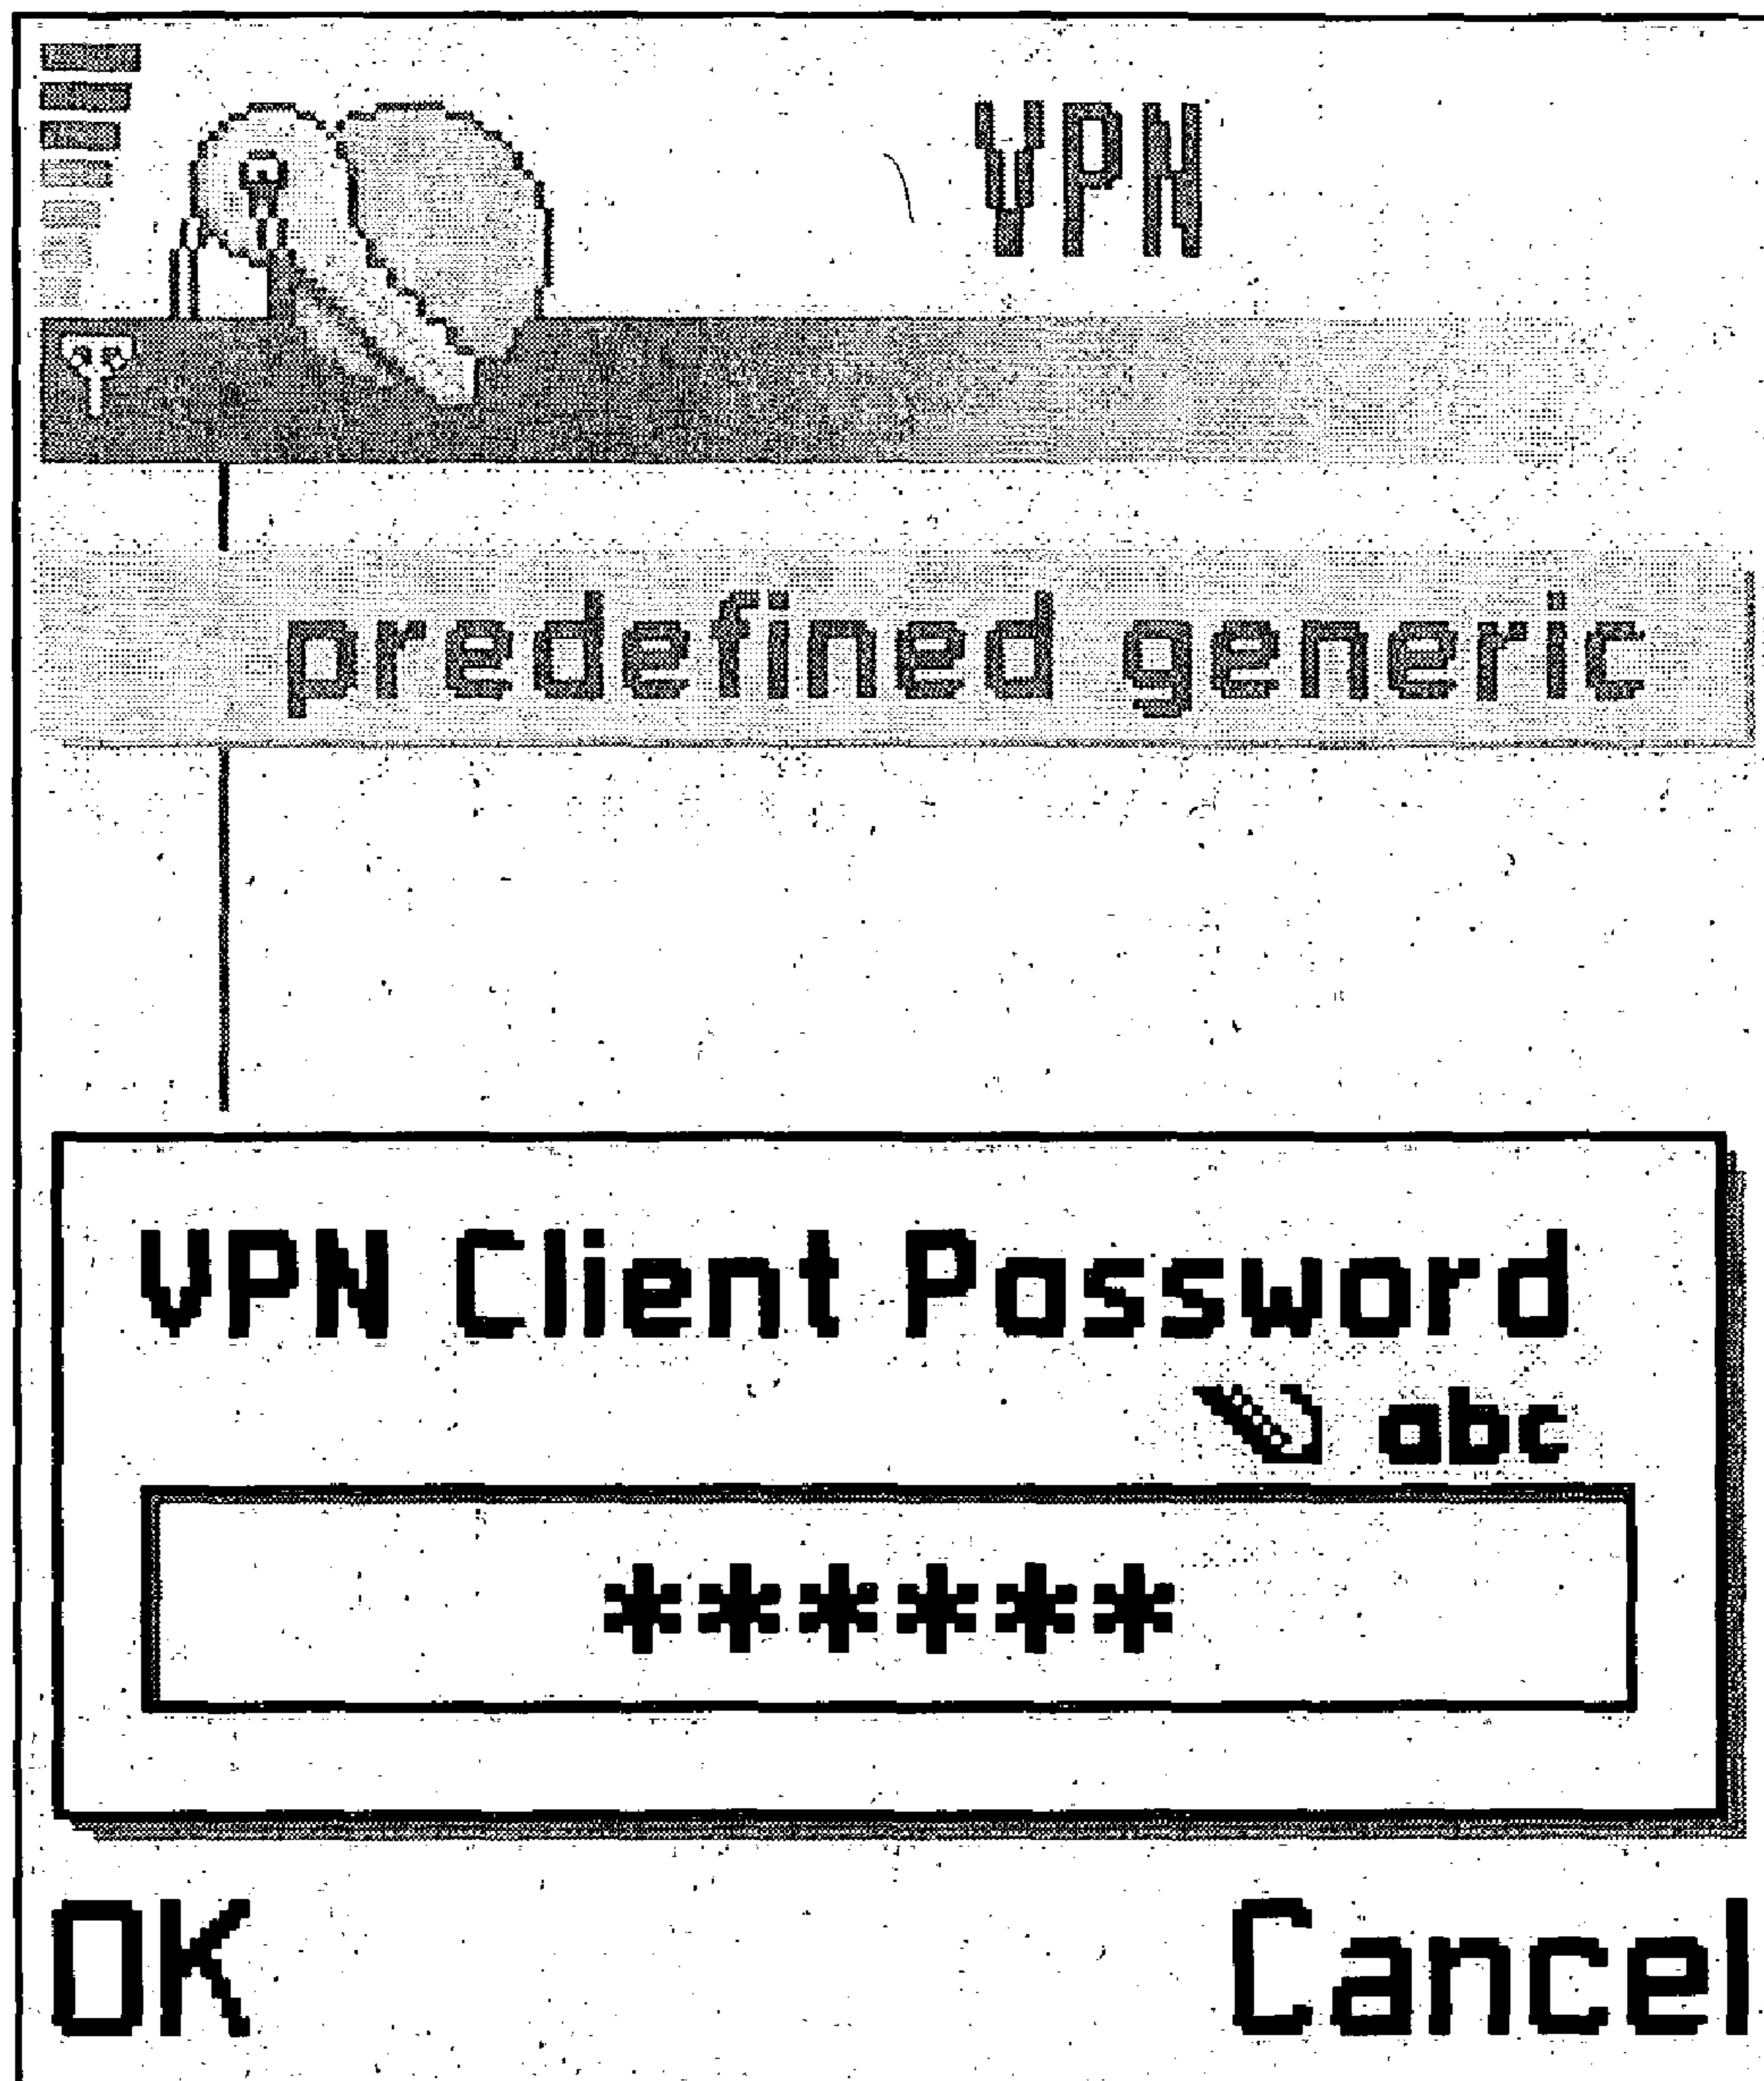 VPN
predefined generic
VPN Client Password
abc
******
OK
Cancel